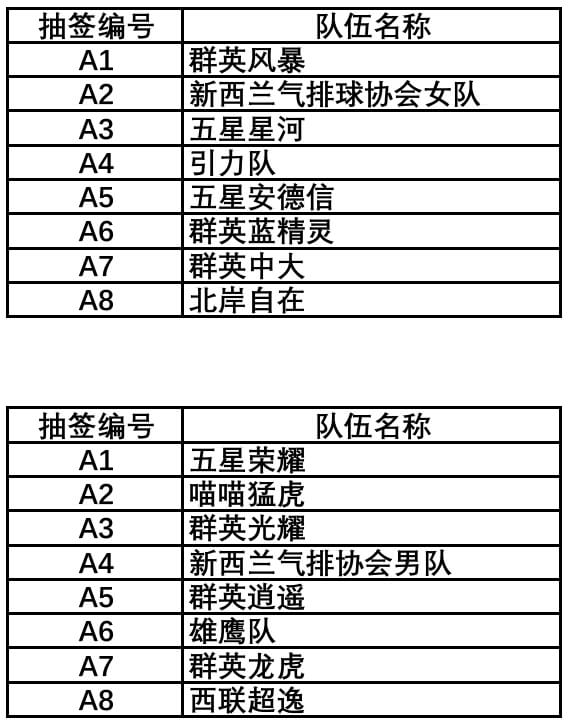 抽签编号 队伍名称
A1 群英风暴
A2 新西兰气排球协会女队
A3 五星星河
A4 引力队
A5 五星安德信
A6 群英蓝精灵
A7 群英中大
A8 北岸自在
抽签编号 队伍名称
A1 五星荣耀
A2 喵喵猛虎
A3 群英光耀
A4 新西兰气排协会男队
A5 群英逍遥
A6 雄鹰队
A7 群英龙虎
A8 西联超逸